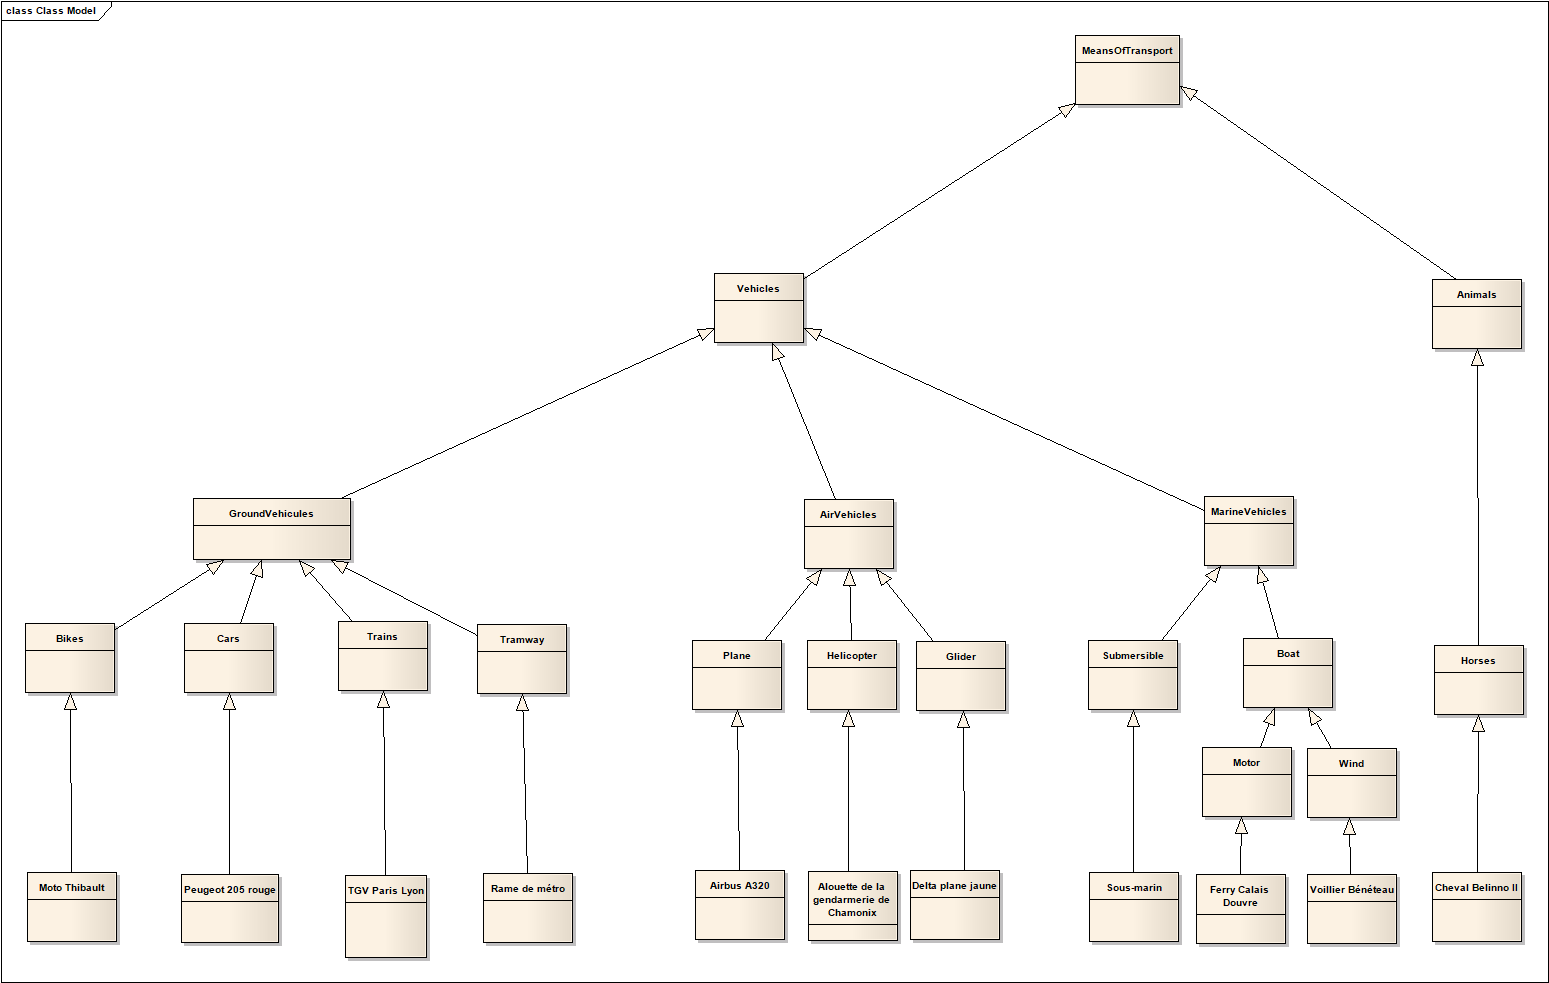 class Class Model
MeansOfTransport
Vehicles
Animals
GroundVehicules
AirVehicles
MarineVehicles
Bikes
Cars
Trains
Tramway
Plane
Helicopter
Glider
Submersible
Boat
Horses
Motor
Wind
Moto Thibault
Peugeot 205 rouge
TGV Paris Lyon
Rame de métro
Airbus A320
Alouette de la
gendarmerie de
Chamonix
Delta plane jaune
Sous-marin
Ferry Calais
Douvre
Voillier Bénéteau
Cheval Belinno II